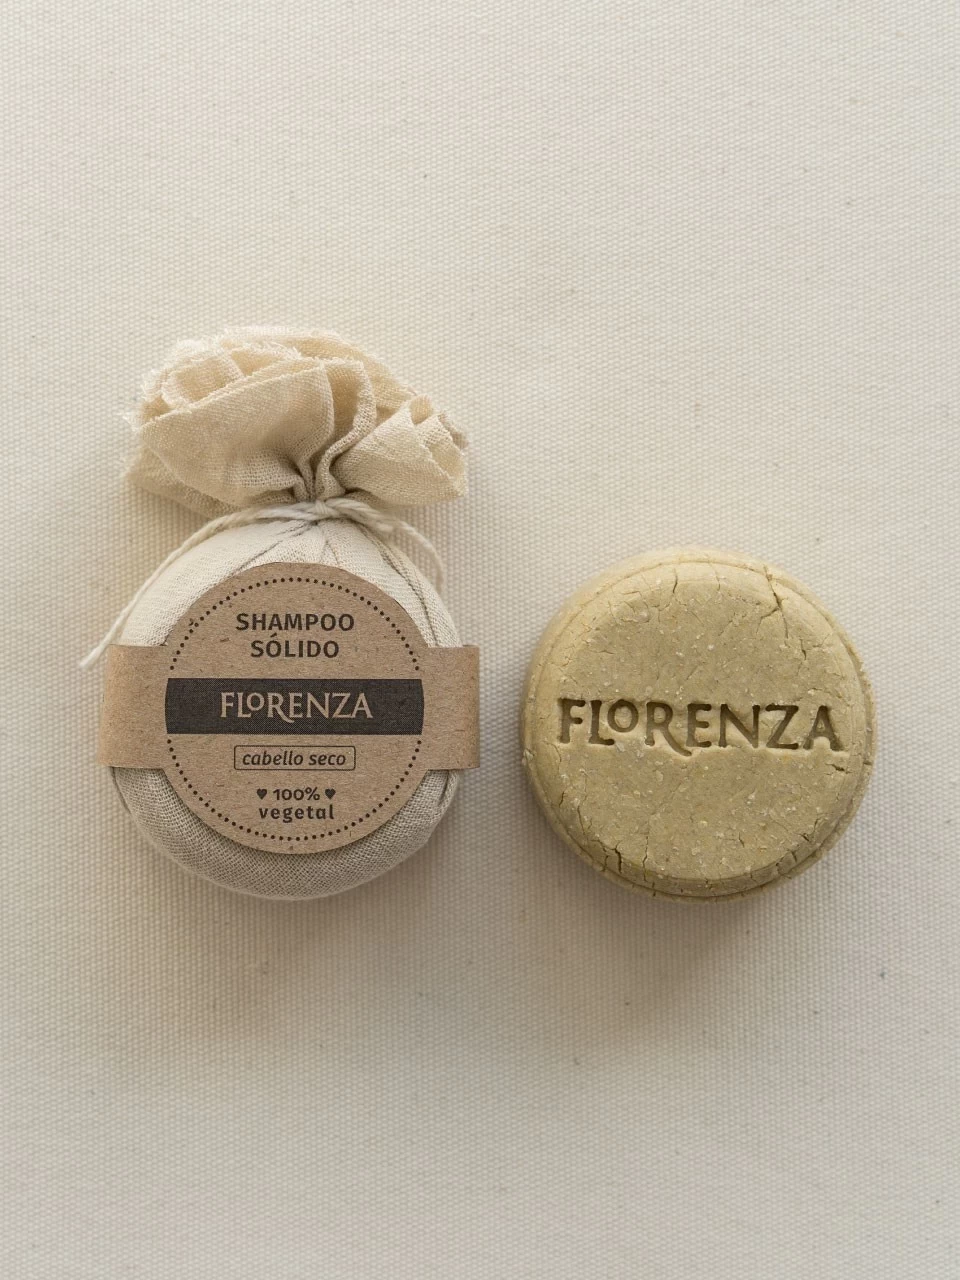 SHAMPOO
SÓLIDO
FLORENZA
cabello seco
♥ 100% ♥
vegetal
FLORENZA